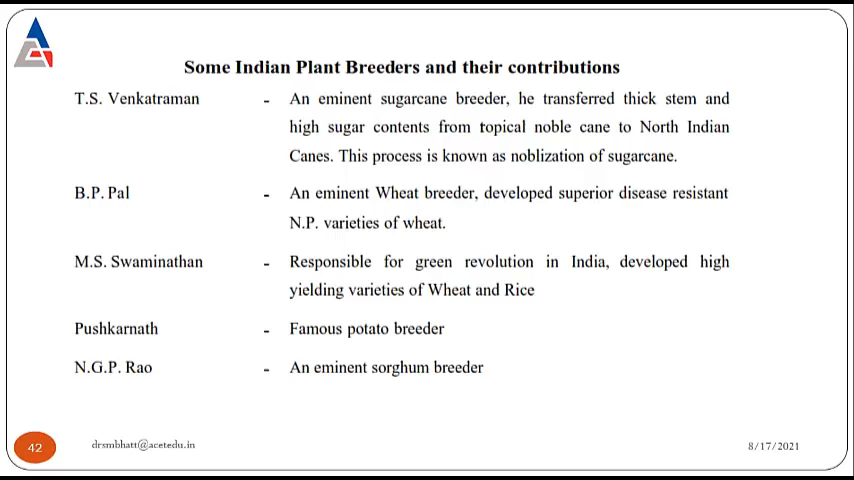 Some Indian Plant Breeders and their contributions
T.S. Venkatraman - An eminent sugarcane breeder, he transferred thick stem and
high sugar contents from topical noble cane to North Indian
Canes. This process is known as noblization of sugarcane.
B.P. Pal - An eminent Wheat breeder, developed superior disease resistant
N.P. varieties of wheat.
M.S. Swaminathan - Responsible for green revolution in India, developed high
yielding varieties of Wheat and Rice
Pushkarnath - Famous potato breeder
N.G.P. Rao - An eminent sorghum breeder
42 drsmbhatt@acetedu.in 8/17/2021